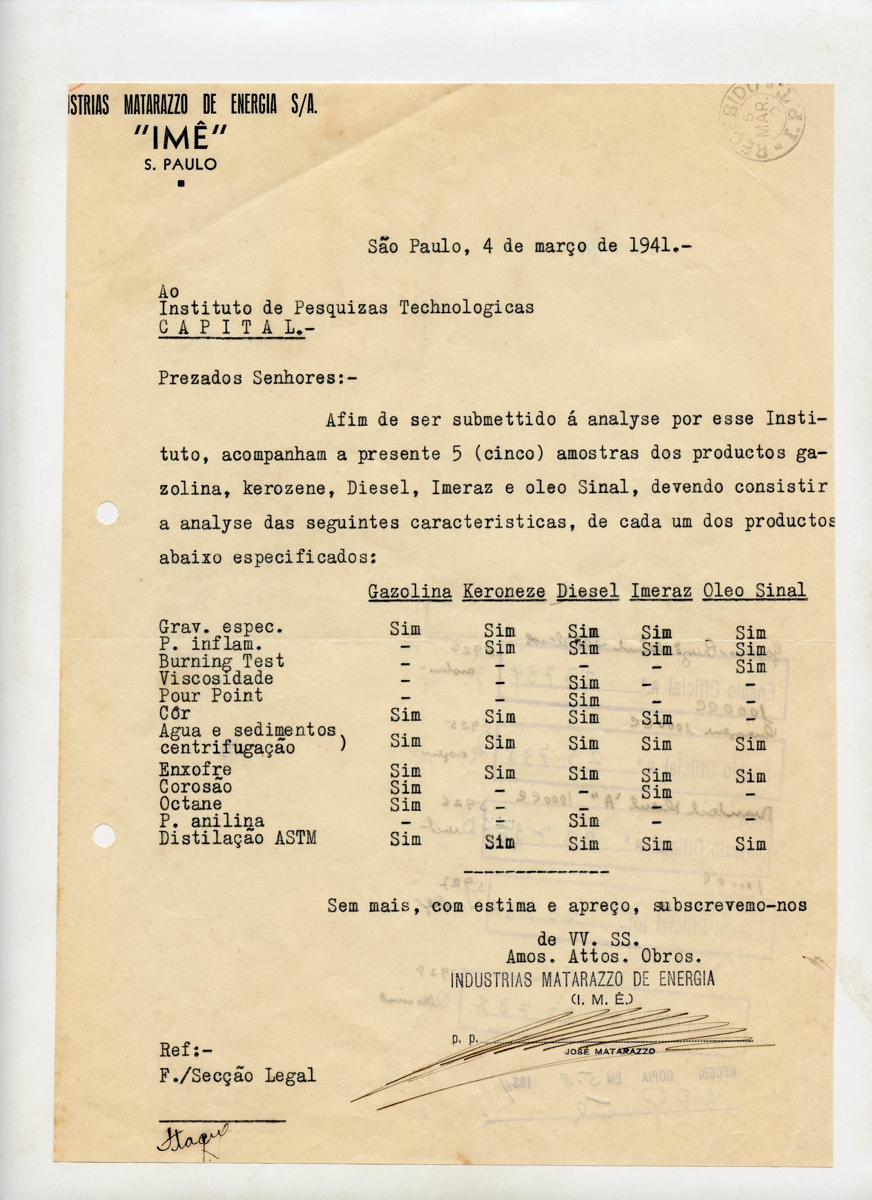 USTRIAS MATARAZZO DE ENERGIA S/A.
"IMÊ"
S. PAULO
RECEBIDO I.P.T.
5 MAR.
São Paulo, 4 de março de 1941.-
Ao
Instituto de Pesquizas Technologicas
C A P I T A L.-
Prezados Senhores:-
Afim de ser submettido á analyse por esse Insti-
tuto, acompanham a presente 5 (cinco) amostras dos productos ga-
zolina, kerozene, Diesel, Imeraz e oleo Sinal, devendo consistir
a analyse das seguintes caracteristicas, de cada um dos productos
abaixo especificados:
Gazolina Keroneze Diesel Imeraz Oleo Sinal
Grav. espec. Sim Sim Sim Sim Sim
P. inflam. - Sim Sim Sim Sim
Burning Test - - - - Sim
Viscosidade - - Sim - -
Pour Point - - Sim
Côr Sim Sim Sim Sim -
Agua e sedimentos
centrifugação ) Sim Sim Sim Sim Sim
Enxofre Sim Sim Sim Sim Sim
Corosão Sim - - Sim -
Octane Sim - - - -
P. anilina - - Sim - -
Distilação ASTM Sim Sim Sim Sim Sim
--------------
Sem mais, com estima e apreço, subscrevemo-nos
de VV. SS.
Amos. Attos. Obros.
INDUSTRIAS MATARAZZO DE ENERGIA
(I. M. Ê.)
p. p.
JOSÉ MATARAZZO
Ref:-
F./Secção Legal